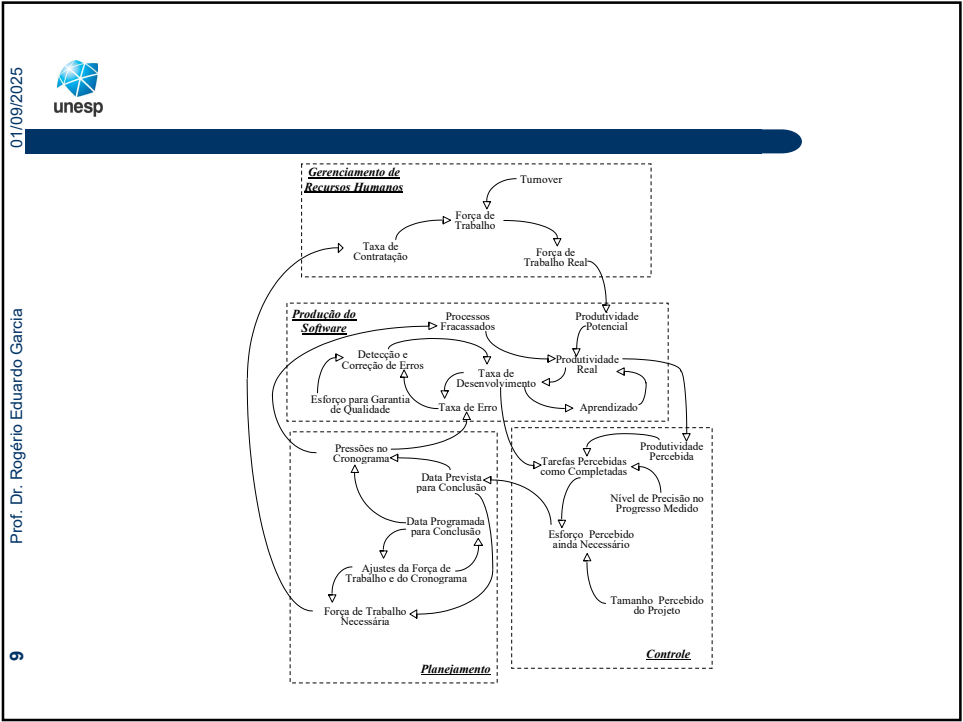 01/09/2025
unesp
Gerenciamento de
Recursos Humanos
Turnover
Força de
Trabalho
Taxa de
Contratação
Força de
Trabalho Real
Produção do
Software
Processos
Fracassados
Produtividade
Potencial
Detecção e
Correção de Erros
Produtividade
Real
Taxa de
Desenvolvimento
Esforço para Garantia
de Qualidade
Taxa de Erro
Aprendizado
Pressões no
Cronograma
Data Prevista
para Conclusão
Data Programada
para Conclusão
Ajustes da Força de
Trabalho e do Cronograma
Força de Trabalho
Necessária
Planejamento
Produtividade
Percebida
Tarefas Percebidas
como Completadas
Nível de Precisão no
Progresso Medido
Esforço Percebido
ainda Necessário
Tamanho Percebido
do Projeto
Controle
Prof. Dr. Rogério Eduardo Garcia
9